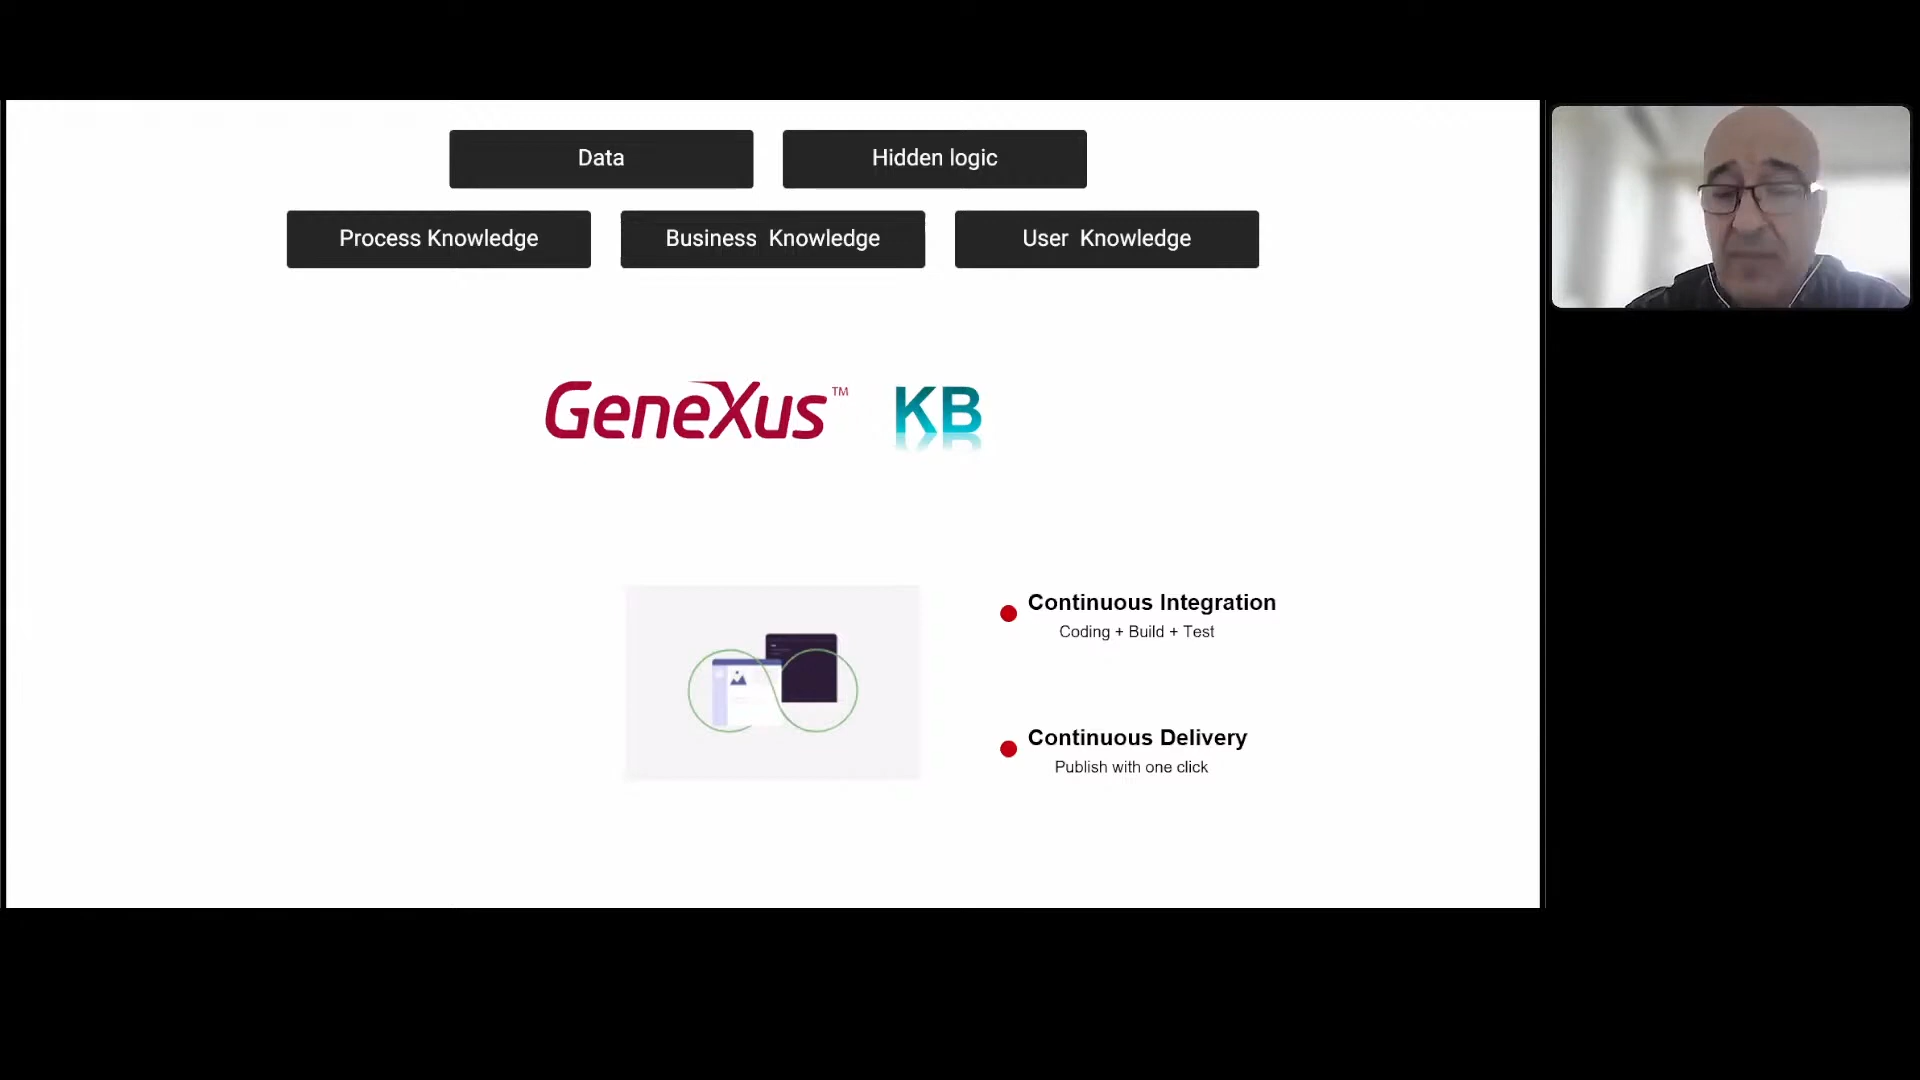 Data
Hidden logic
Process Knowledge
Business Knowledge
User Knowledge
GeneXus™ KB
Continuous Integration
Coding + Build + Test
Continuous Delivery
Publish with one click